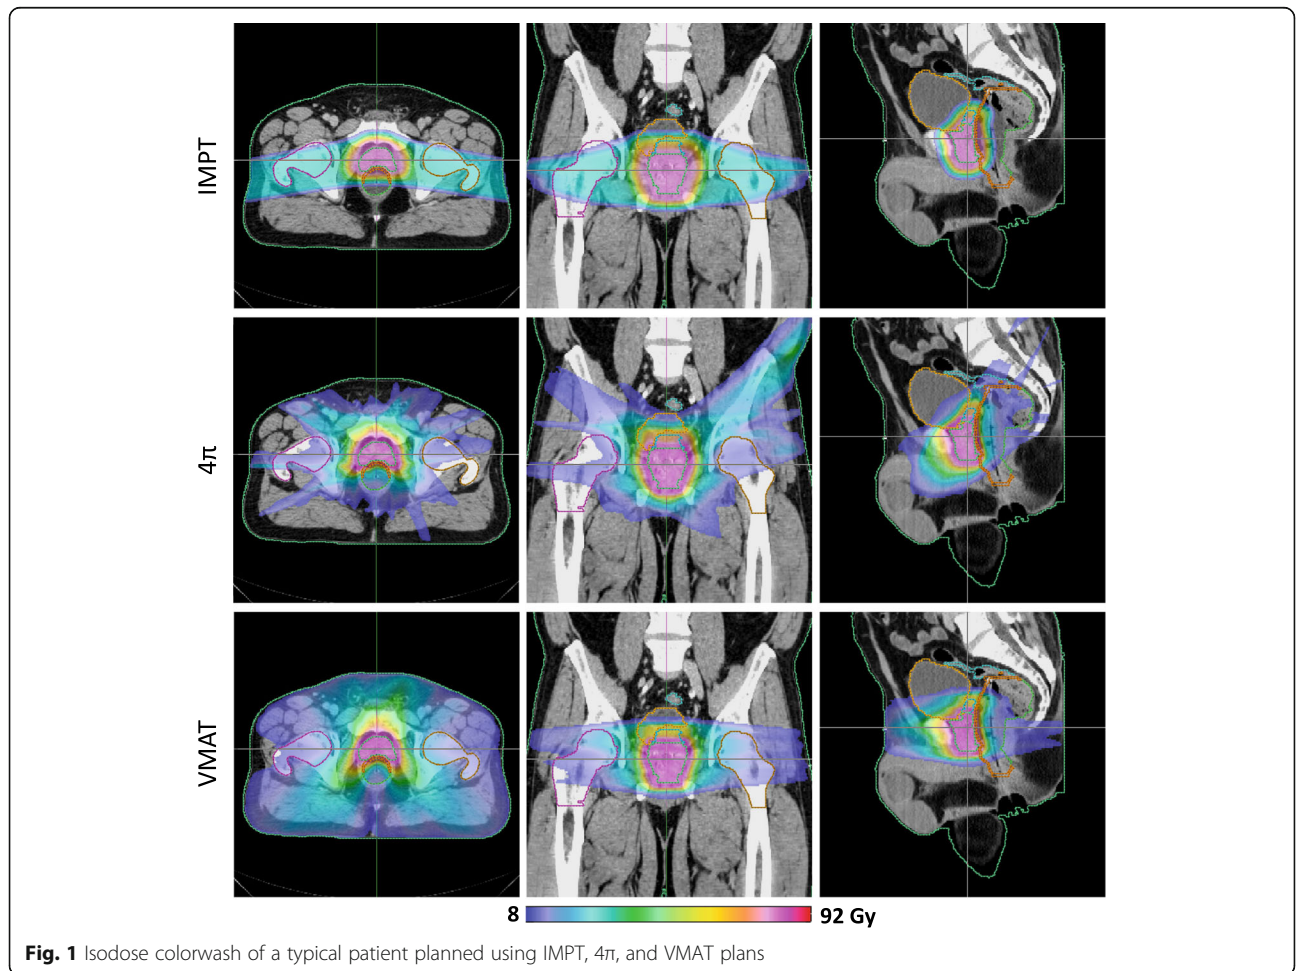 IMPT
4π
VMAT
8 92 Gy
Fig. 1 Isodose colorwash of a typical patient planned using IMPT, 4π, and VMAT plans